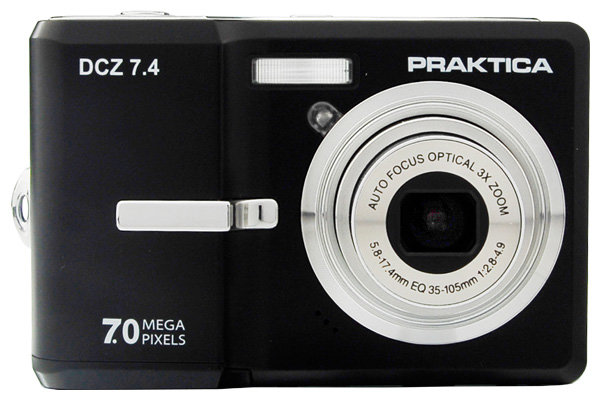 DCZ 7.4
PRAKTICA
AUTO FOCUS OPTICAL 3X ZOOM
5.8-17.4mm EQ 35-105mm 1:2.8-4.9
7.0 MEGA
PIXELS